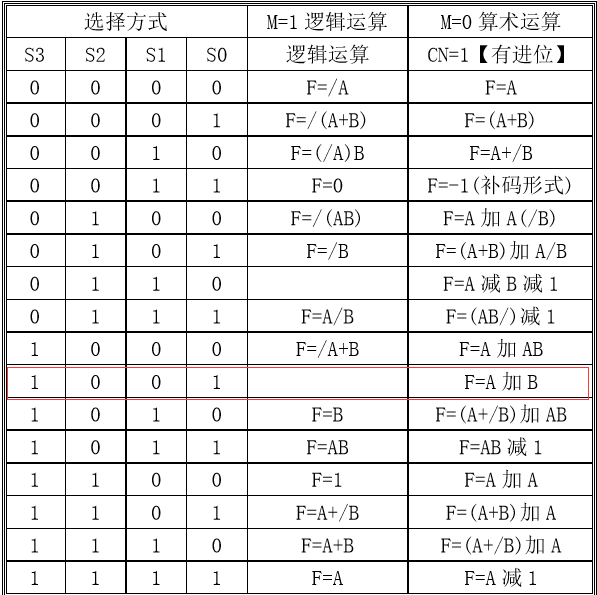 选择方式 M=1 逻辑运算 M=0 算术运算
S3 S2 S1 S0 逻辑运算 CN=1【有进位】
0 0 0 0 F=/A F=A
0 0 0 1 F=/(A+B) F=(A+B)
0 0 1 0 F=(/A)B F=A+/B
0 0 1 1 F=0 F=-1(补码形式)
0 1 0 0 F=/(AB) F=A 加 A(/B)
0 1 0 1 F=/B F=(A+B)加 A/B
0 1 1 0 F=A 减 B 减 1
0 1 1 1 F=A/B F=(AB/)减 1
1 0 0 0 F=/A+B F=A 加 AB
1 0 0 1 F=A 加 B
1 0 1 0 F=B F=(A+/B)加 AB
1 0 1 1 F=AB F=AB 减 1
1 1 0 0 F=1 F=A 加 A
1 1 0 1 F=A+/B F=(A+B)加 A
1 1 1 0 F=A+B F=(A+/B)加 A
1 1 1 1 F=A F=A 减 1